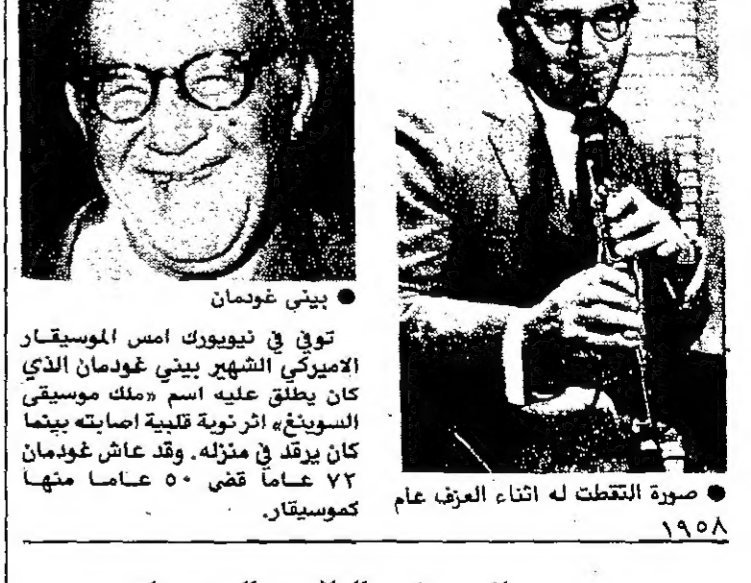 ● بيني غودمان
توفي في نيويورك امس الموسيقار
الاميركي الشهير بيني غودمان الذي
كان يطلق عليه اسم «ملك موسيقى
السوينغ» اثر نوبة قلبية اصابته بينما
كان يرقد في منزله. وقد عاش غودمان
٧٢ عاماً قضى ٥٠ عاما منها
كموسيقار.
● صورة التقطت له اثناء العزف عام
١٩٥٨